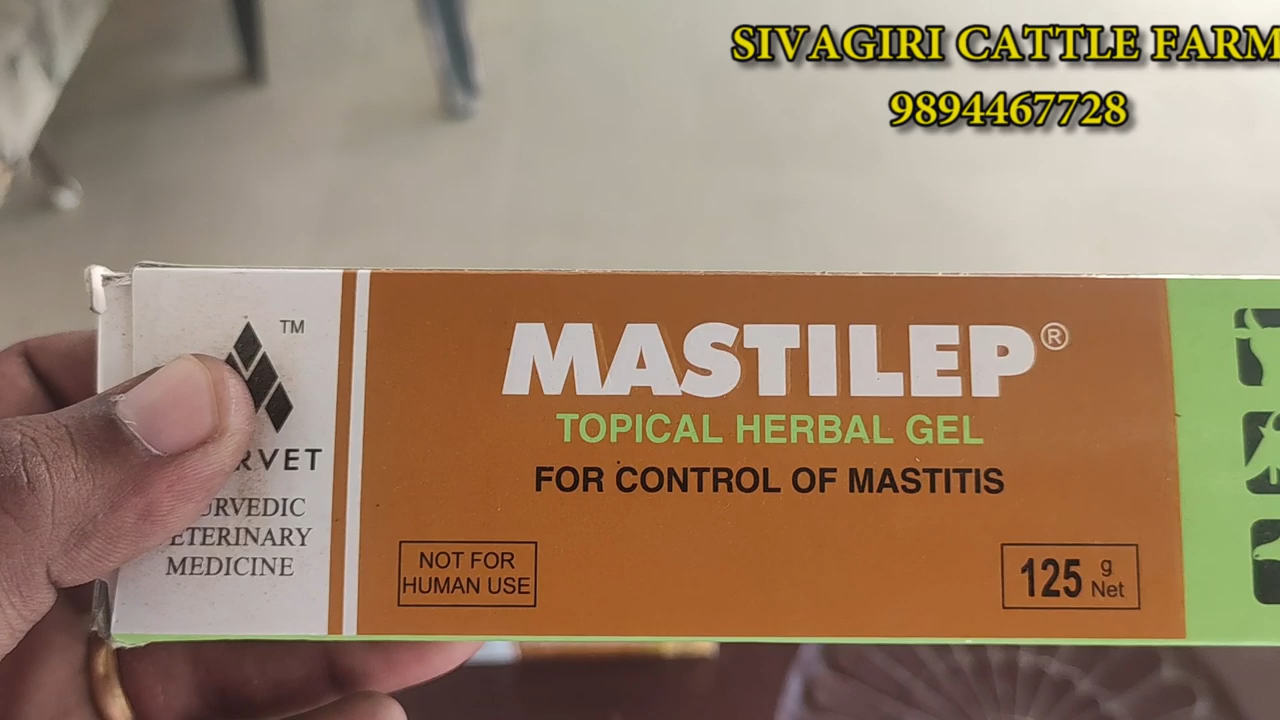 SIVAGIRI CATTLE FARM
9894467728
TM
MASTILEP®
TOPICAL HERBAL GEL
FOR CONTROL OF MASTITIS
MEDICINE
NOT FOR
HUMAN USE
125 g
Net